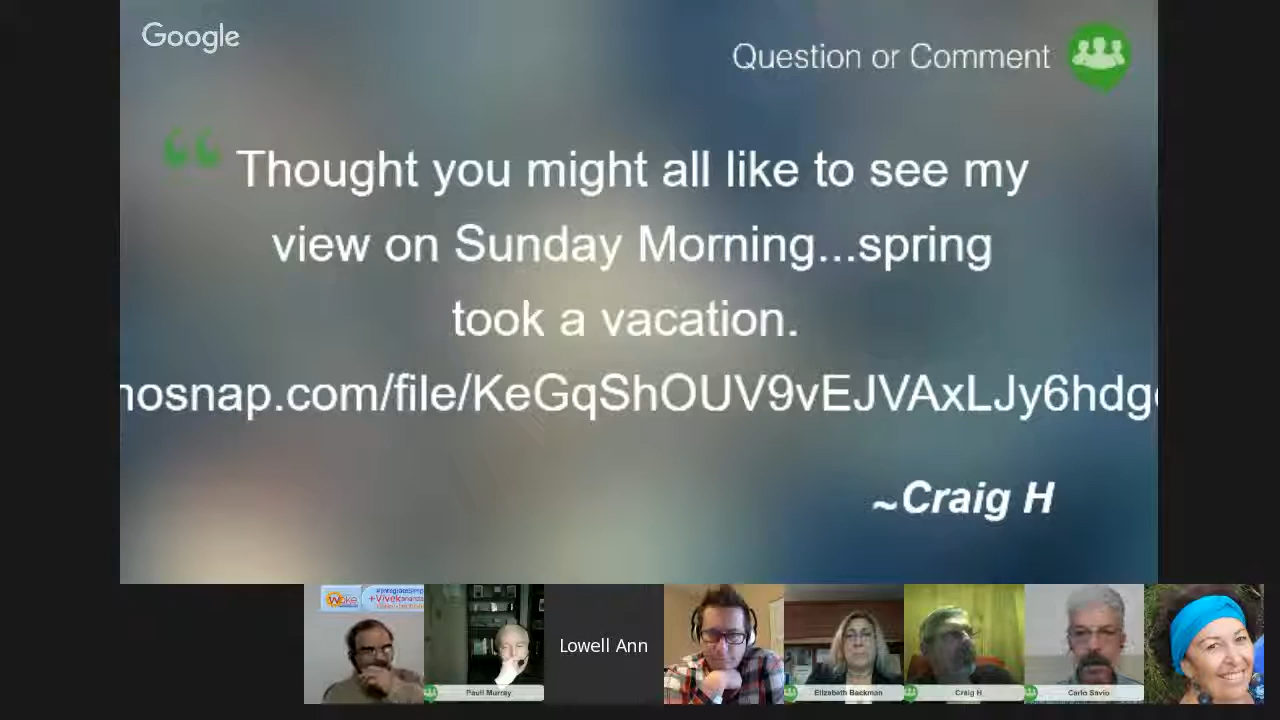 Google
Question or Comment
“ Thought you might all like to see my
view on Sunday Morning...spring
took a vacation.
nosnap.com/file/KeGqShOUV9vEJVAxLJy6hdg
~Craig H
+Vivek
Paull Murray
Lowell Ann
Elizabeth Backman
Craig H
Carlo Savio